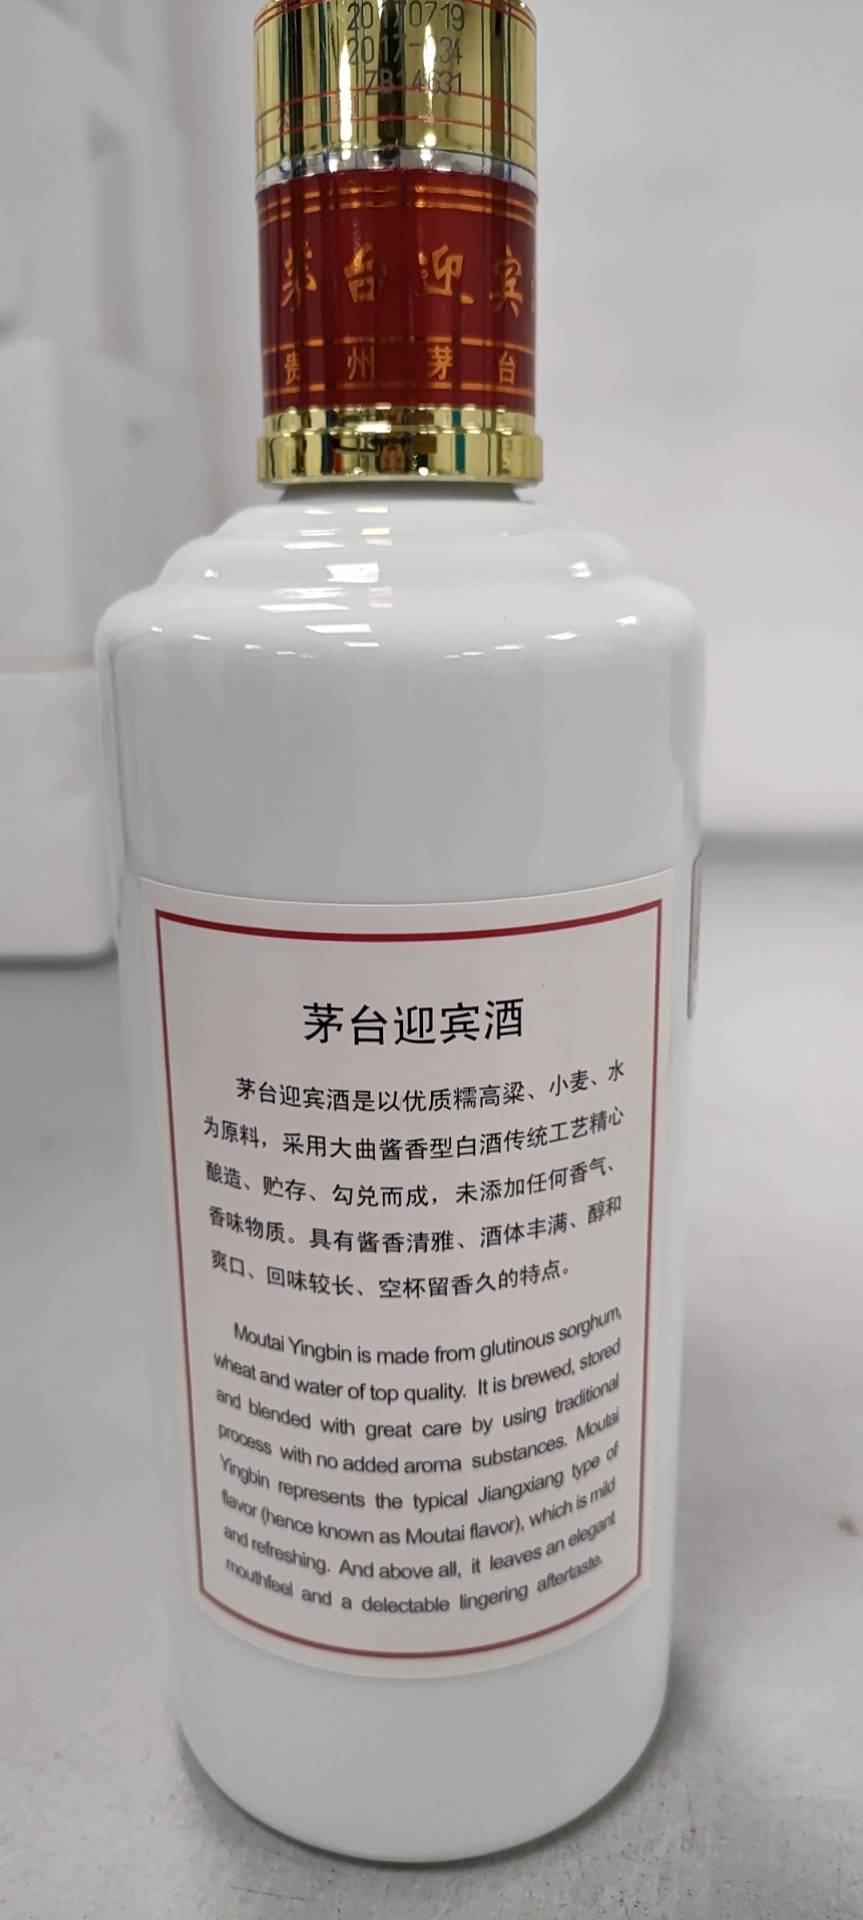 20170719
2017-034
ZB14631
茅台迎宾
贵州茅台
茅台迎宾酒
茅台迎宾酒是以优质糯高粱、小麦、水
为原料，采用大曲酱香型白酒传统工艺精心
酿造、贮存、勾兑而成，未添加任何香气、
香味物质。具有酱香清雅、酒体丰满、醇和
爽口、回味较长、空杯留香久的特点。
Moutai Yingbin is made from glutinous sorghum,
wheat and water of top quality. It is brewed, stored
and blended with great care by using traditional
process with no added aroma substances. Moutai
Yingbin represents the typical Jiangxiang type of
flavor (hence known as Moutai flavor), which is mild
and refreshing. And above all, it leaves an elegant
mouthfeel and a delectable lingering aftertaste.